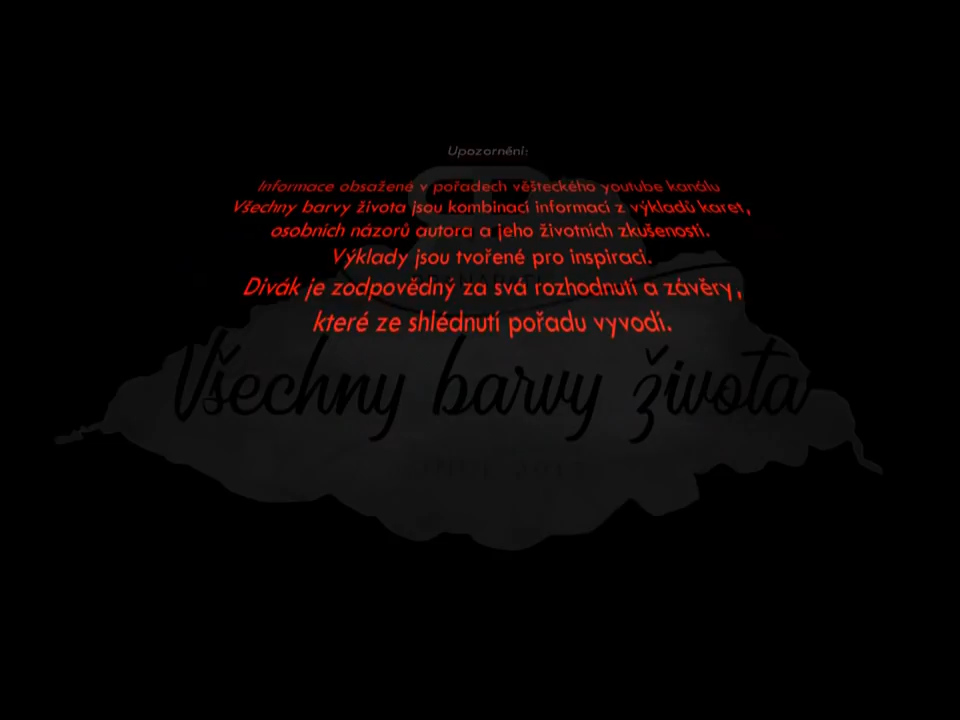 Upozornění:
Informace obsažené v pořadech věšteckého youtube kanálu
Všechny barvy života jsou kombinací informací z výkladů karet,
osobních názorů autora a jeho životních zkušeností.
Výklady jsou tvořené pro inspiraci.
Divák je zodpovědný za svá rozhodnutí a závěry,
které ze shlédnutí pořadu vyvodí.
Všechny barvy života